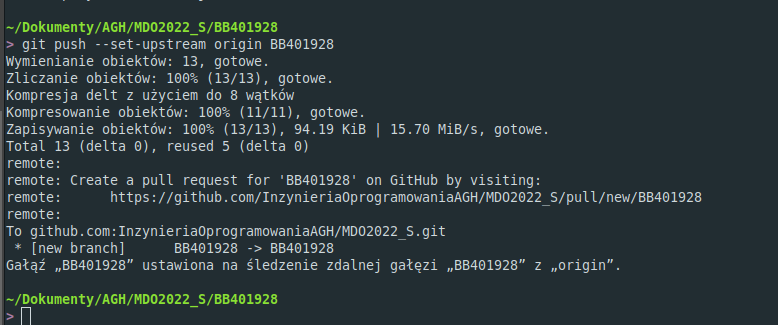 ~/Dokumenty/AGH/MDO2022_S/BB401928
> git push --set-upstream origin BB401928
Wymienianie obiektów: 13, gotowe.
Zliczanie obiektów: 100% (13/13), gotowe.
Kompresja delt z użyciem do 8 wątków
Kompresowanie obiektów: 100% (11/11), gotowe.
Zapisywanie obiektów: 100% (13/13), 94.19 KiB | 15.70 MiB/s, gotowe.
Total 13 (delta 0), reused 5 (delta 0)
remote:
remote: Create a pull request for 'BB401928' on GitHub by visiting:
remote:      https://github.com/InzynieriaOprogramowaniaAGH/MDO2022_S/pull/new/BB401928
remote:
To github.com:InzynieriaOprogramowaniaAGH/MDO2022_S.git
 * [new branch]      BB401928 -> BB401928
Gałąź „BB401928” ustawiona na śledzenie zdalnej gałęzi „BB401928” z „origin”.
~/Dokumenty/AGH/MDO2022_S/BB401928
>